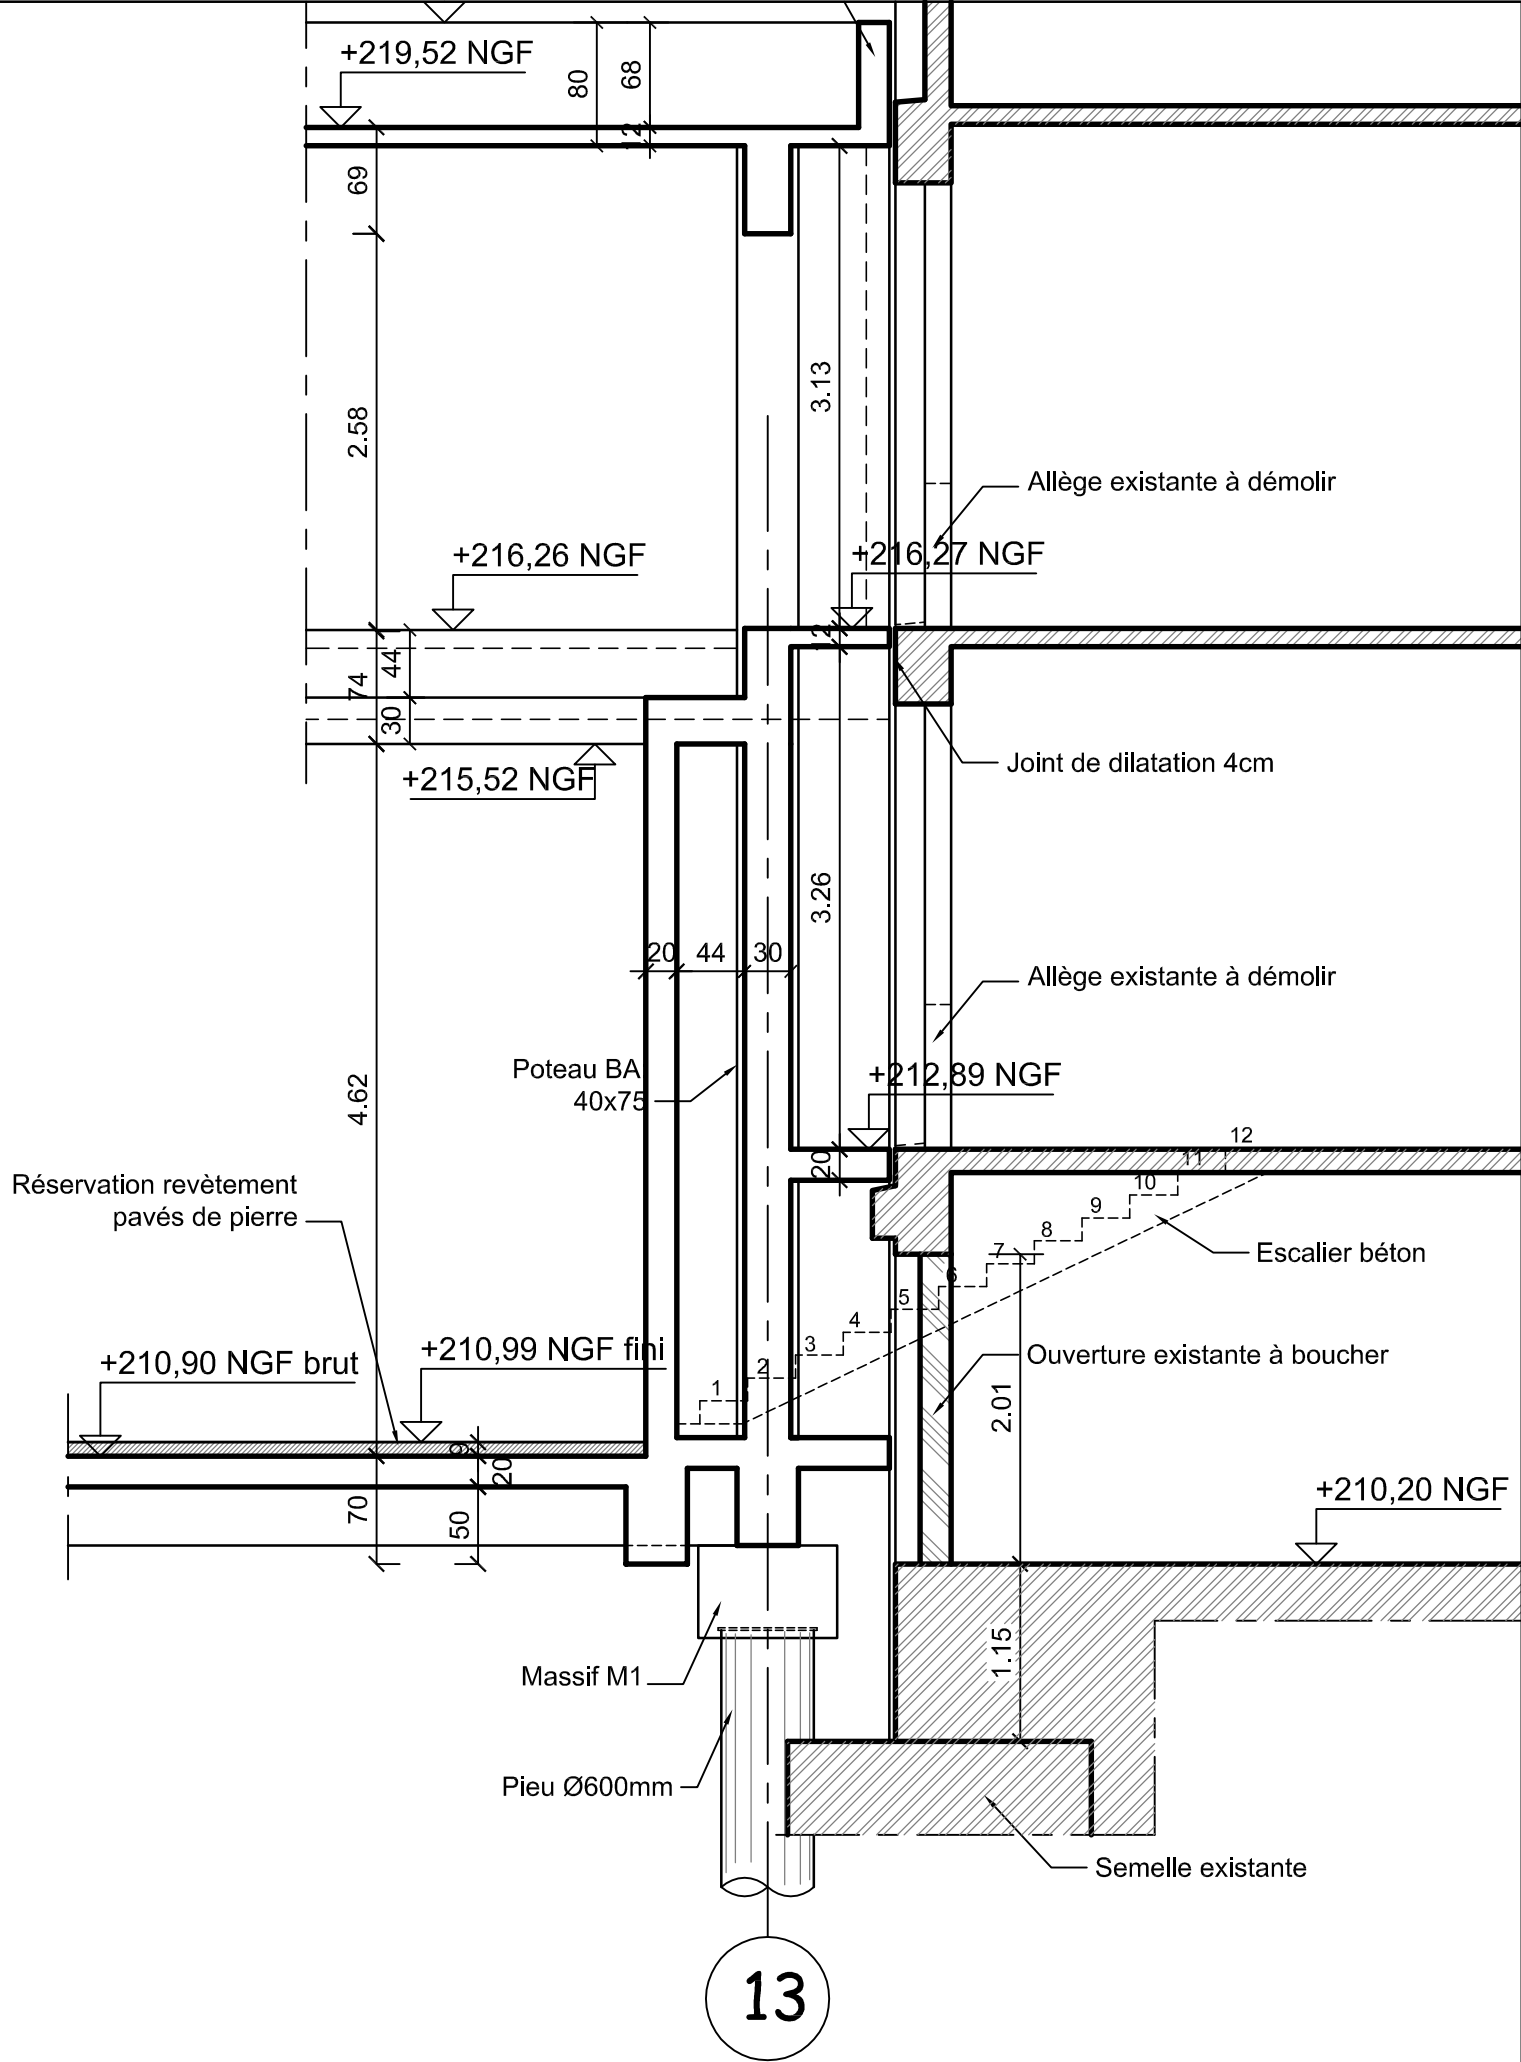 +219,52 NGF
80
68
12
69
2.58
3.13
Allège existante à démolir
+216,26 NGF
+216,27 NGF
12
44
74
30
+215,52 NGF
Joint de dilatation 4cm
3.26
20
44
30
Allège existante à démolir
Poteau BA
40x75
+212,89 NGF
4.62
20
12
11
10
9
8
7
6
5
4
3
2
1
Réservation revètement
pavés de pierre
Escalier béton
+210,90 NGF brut
+210,99 NGF fini
Ouverture existante à boucher
2.01
9
20
70
50
+210,20 NGF
1.15
Massif M1
Pieu Ø600mm
Semelle existante
13